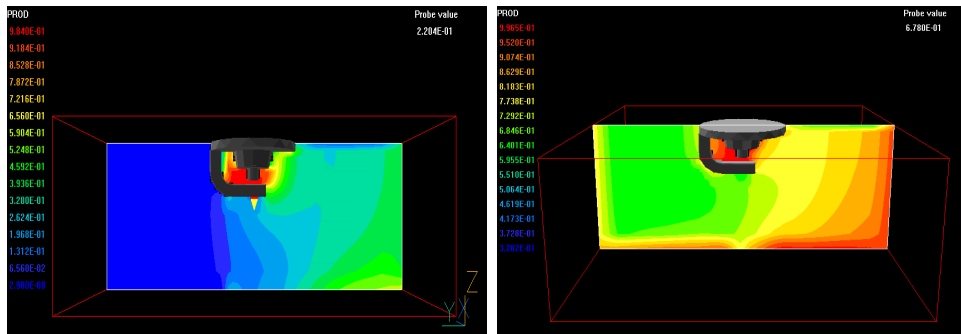 PROD
Probe value
9.840E-01
2.204E-01
9.184E-01
8.528E-01
7.872E-01
7.216E-01
6.560E-01
5.904E-01
5.248E-01
4.592E-01
3.936E-01
3.280E-01
2.624E-01
1.968E-01
1.312E-01
6.560E-02
Z
Y
X
PROD
Probe value
9.965E-01
6.780E-01
9.520E-01
9.074E-01
8.629E-01
8.183E-01
7.738E-01
7.292E-01
6.846E-01
6.401E-01
5.955E-01
5.510E-01
5.064E-01
4.619E-01
4.173E-01
3.728E-01